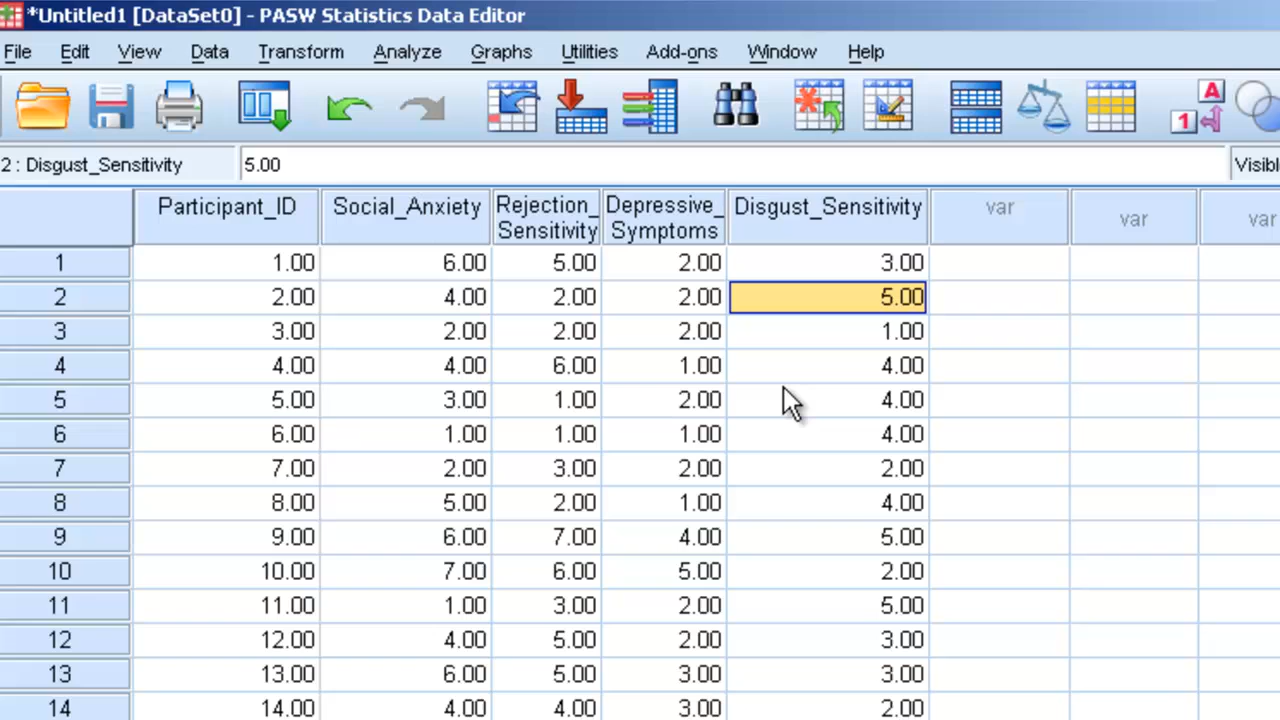 *Untitled1 [DataSet0] - PASW Statistics Data Editor
File Edit View Data Transform Analyze Graphs Utilities Add-ons Window Help
A
1
2 : Disgust_Sensitivity 5.00 Visibl
Participant_ID Social_Anxiety Rejection_ Depressive_ Disgust_Sensitivity var var var
Sensitivity Symptoms
1 1.00 6.00 5.00 2.00 3.00
2 2.00 4.00 2.00 2.00 5.00
3 3.00 2.00 2.00 2.00 1.00
4 4.00 4.00 6.00 1.00 4.00
5 5.00 3.00 1.00 2.00 4.00
6 6.00 1.00 1.00 1.00 4.00
7 7.00 2.00 3.00 2.00 2.00
8 8.00 5.00 2.00 1.00 4.00
9 9.00 6.00 7.00 4.00 5.00
10 10.00 7.00 6.00 5.00 2.00
11 11.00 1.00 3.00 2.00 5.00
12 12.00 4.00 5.00 2.00 3.00
13 13.00 6.00 5.00 3.00 3.00
14 14.00 4.00 4.00 3.00 2.00